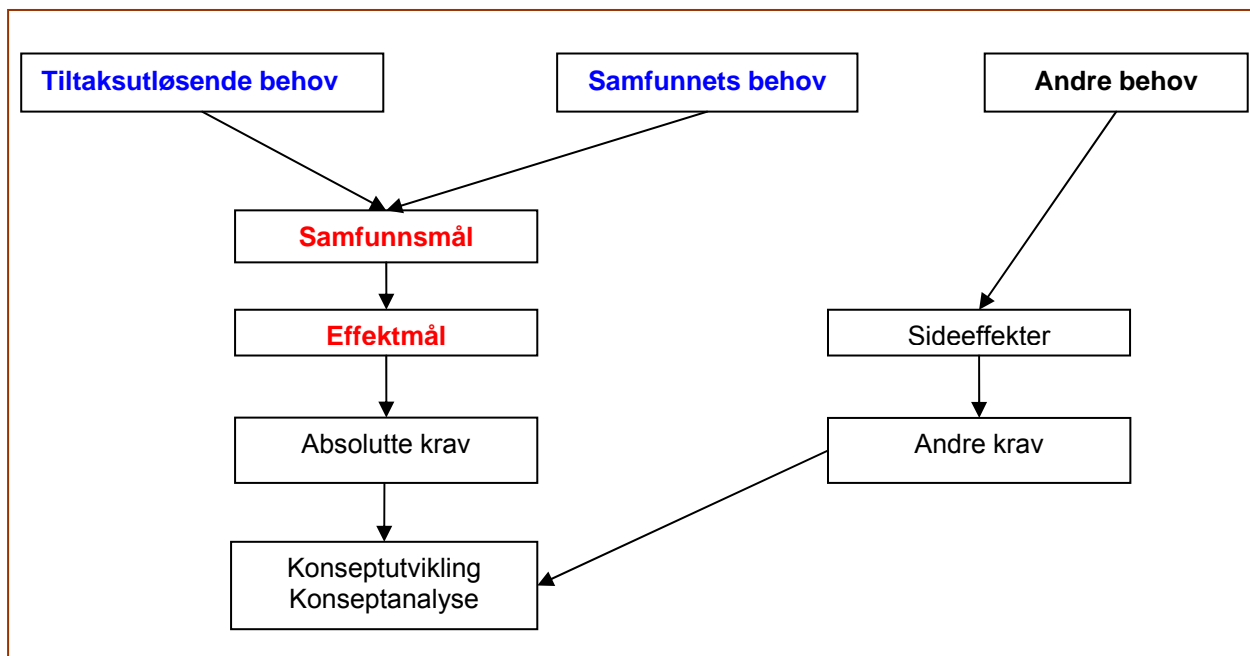 Tiltaksutløsende behov
Samfunnets behov
Andre behov
Samfunnsmål
Effektmål
Sideeffekter
Absolutte krav
Andre krav
Konseptutvikling
Konseptanalyse